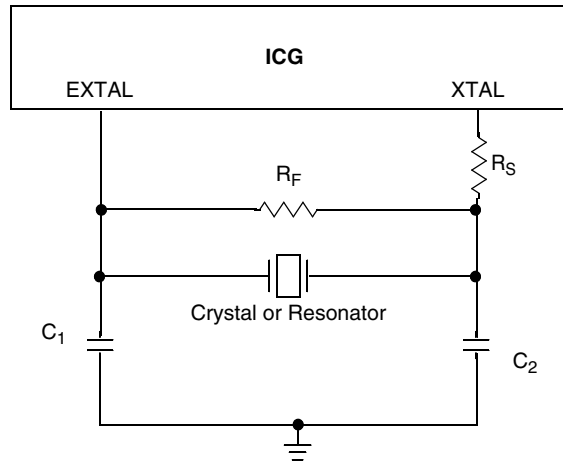 ICG
EXTAL XTAL
R_S
R_F
Crystal or Resonator
C_1
C_2